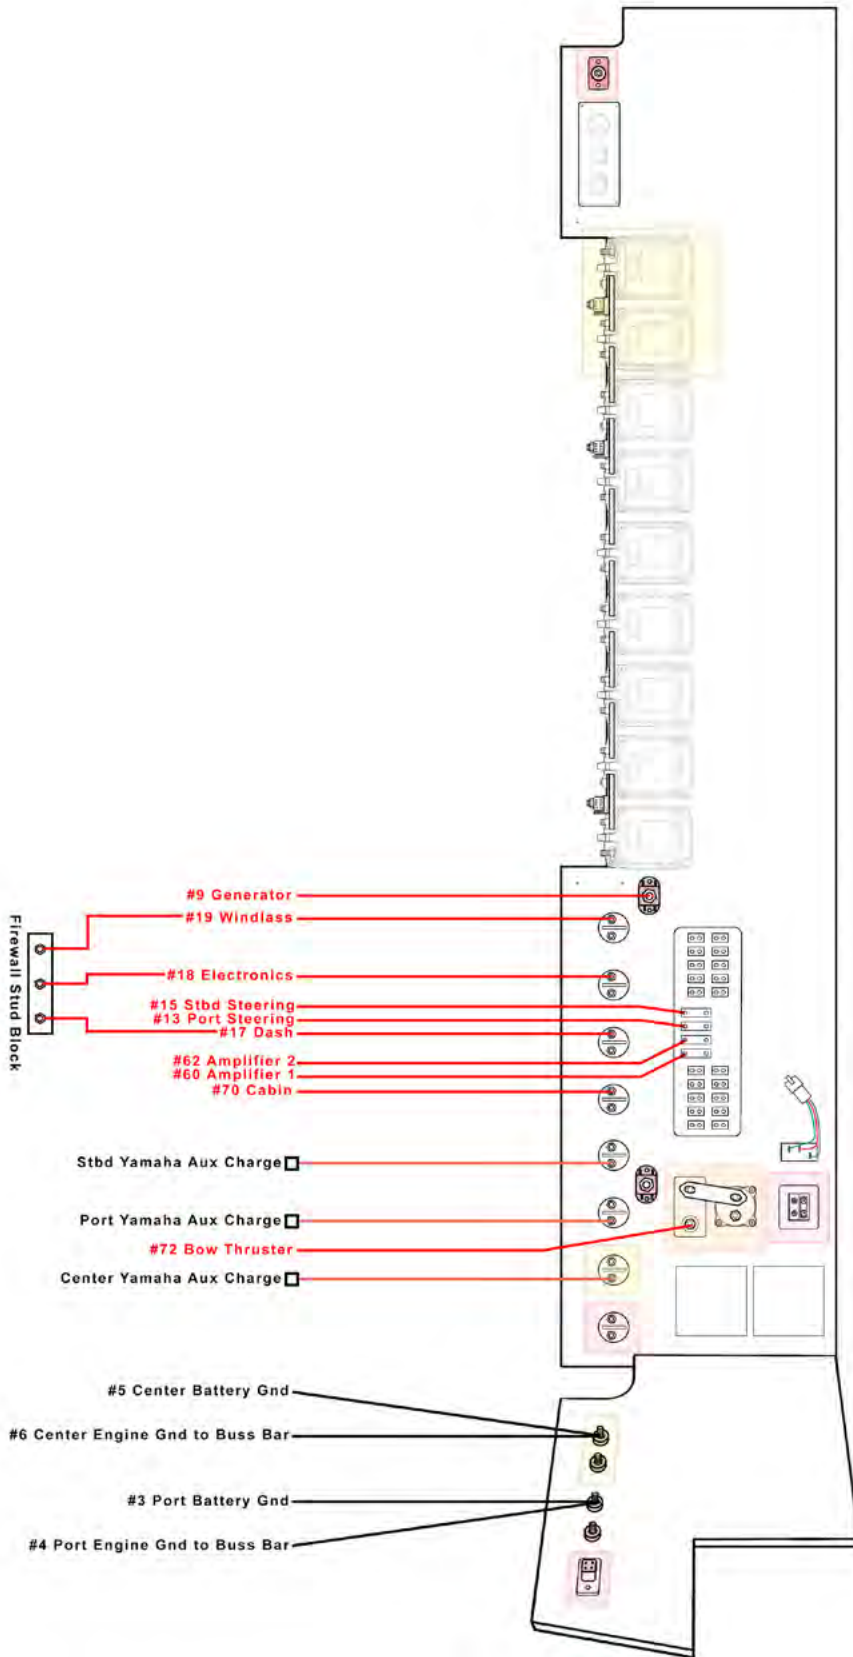 #9 Generator
#19 Windlass
#18 Electronics
#15 Stbd Steering
#13 Port Steering
#17 Dash
#62 Amplifier 2
#60 Amplifier 1
#70 Cabin
Firewall Stud Block
Stbd Yamaha Aux Charge
Port Yamaha Aux Charge
#72 Bow Thruster
Center Yamaha Aux Charge
#5 Center Battery Gnd
#6 Center Engine Gnd to Buss Bar
#3 Port Battery Gnd
#4 Port Engine Gnd to Buss Bar